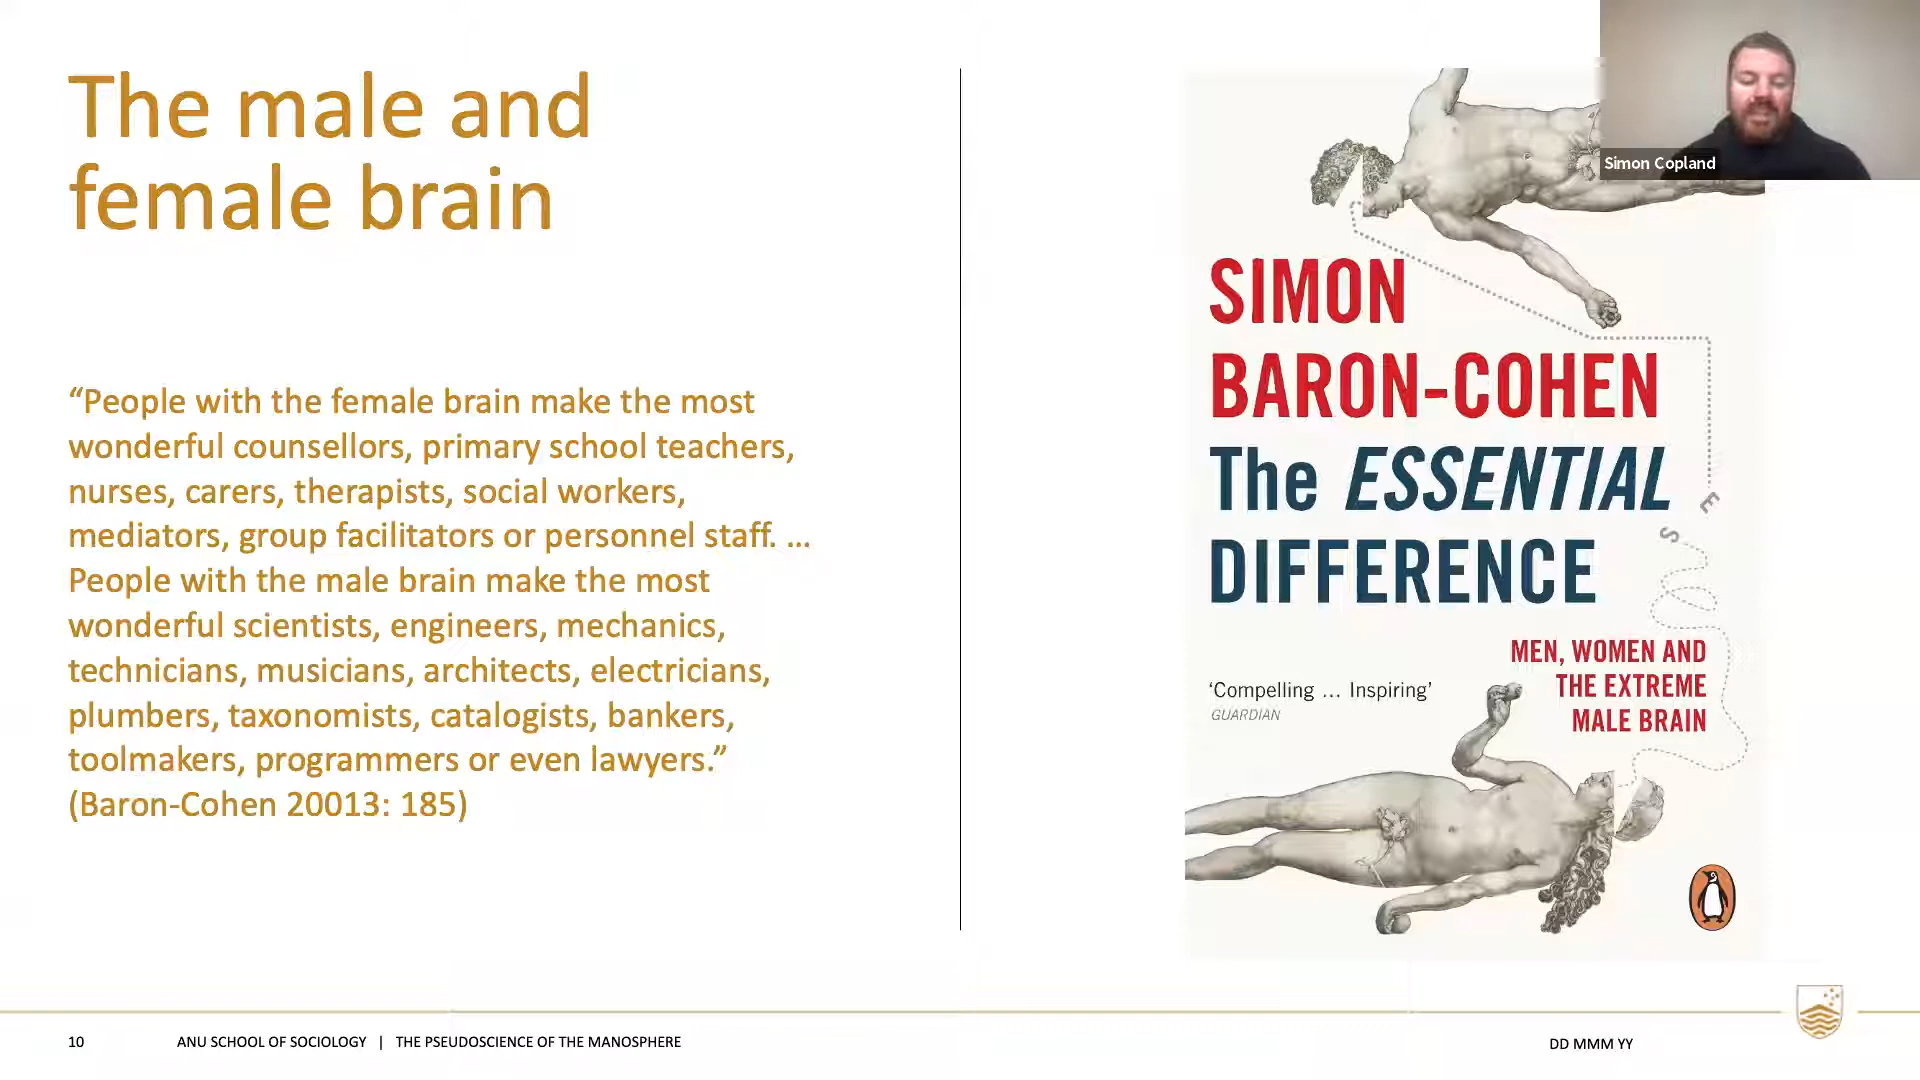 The male and
female brain
“People with the female brain make the most
wonderful counsellors, primary school teachers,
nurses, carers, therapists, social workers,
mediators, group facilitators or personnel staff. ...
People with the male brain make the most
wonderful scientists, engineers, mechanics,
technicians, musicians, architects, electricians,
plumbers, taxonomists, catalogists, bankers,
toolmakers, programmers or even lawyers.”
(Baron-Cohen 20013: 185)
Simon Copland
SIMON
BARON-COHEN
The ESSENTIAL
DIFFERENCE
E
S
MEN, WOMEN AND
THE EXTREME
MALE BRAIN
‘Compelling ... Inspiring’
GUARDIAN
10
ANU SCHOOL OF SOCIOLOGY | THE PSEUDOSCIENCE OF THE MANOSPHERE
DD MMM YY